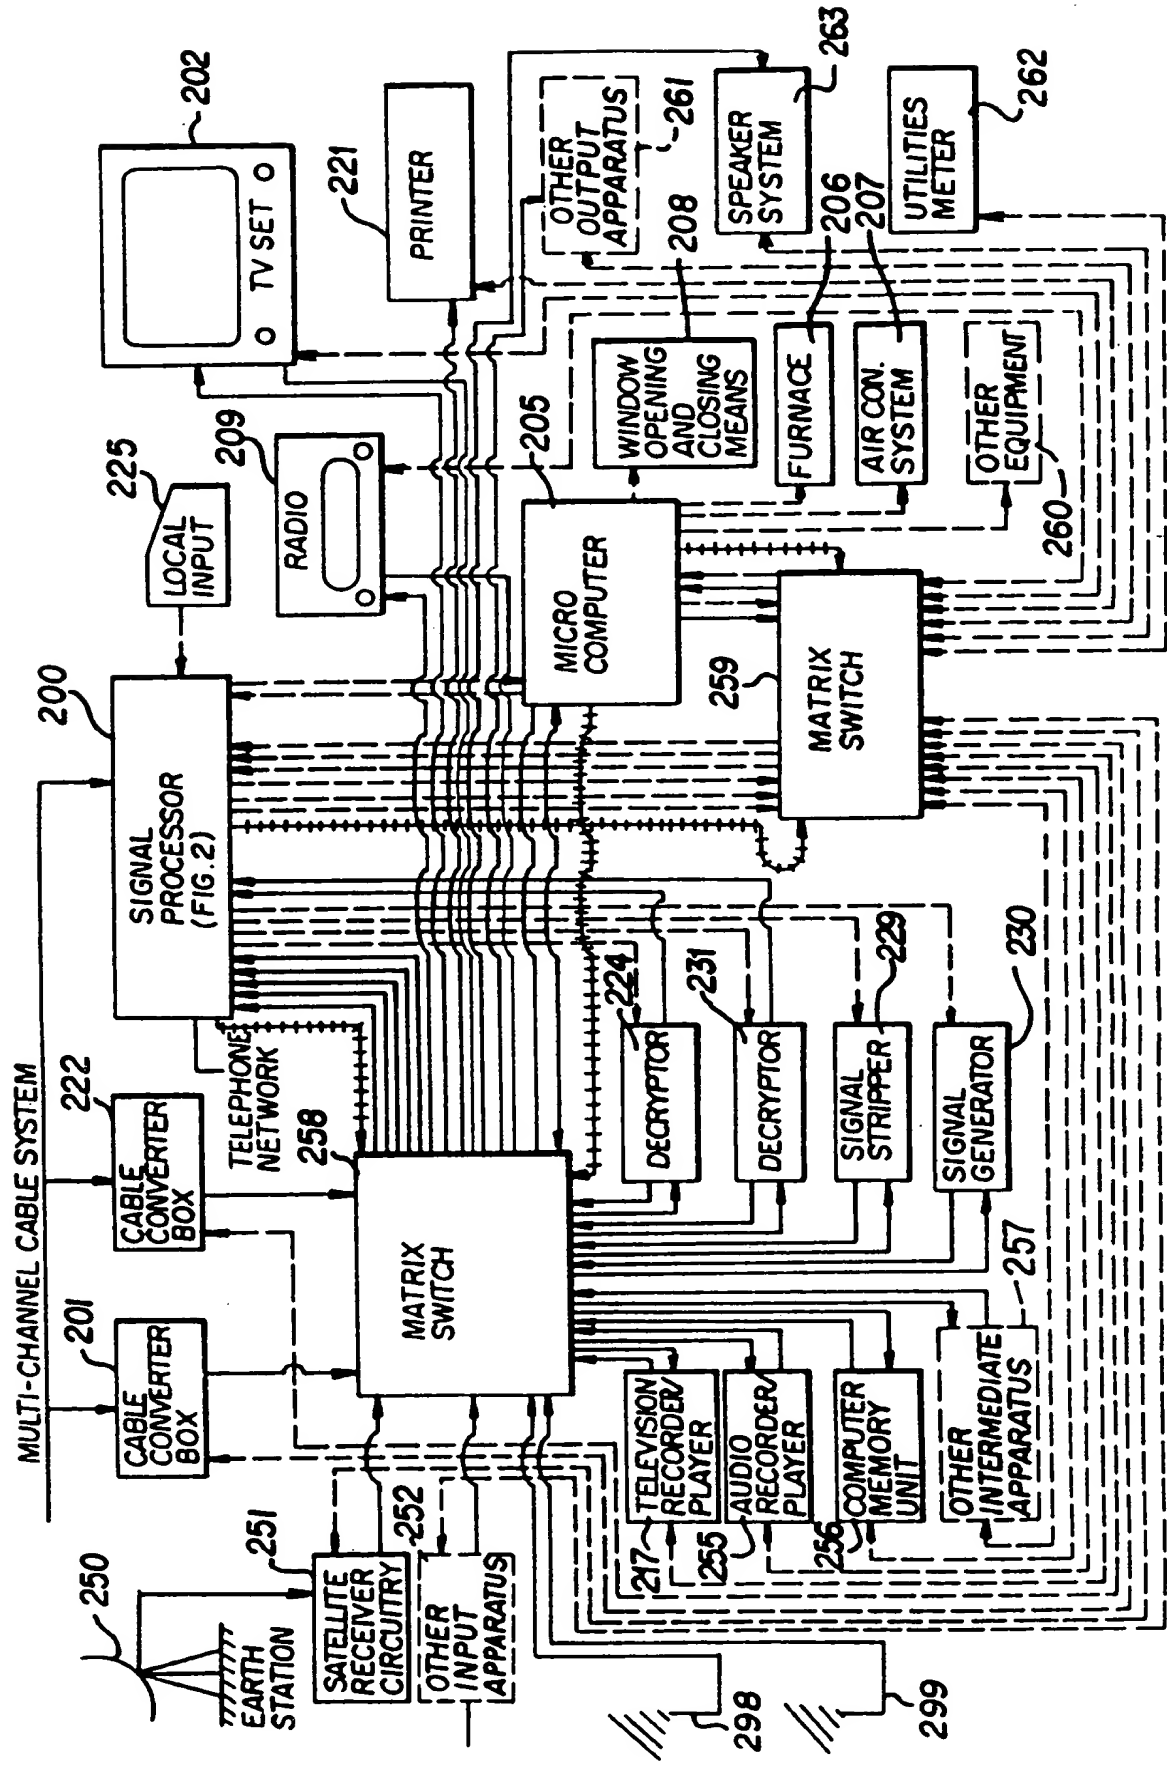 MULTI-CHANNEL CABLE SYSTEM
250
EARTH
STATION
251
SATELLITE
RECEIVER
CIRCUITRY
252
OTHER
INPUT
APPARATUS
298
299
201
CABLE
CONVERTER
BOX
222
CABLE
CONVERTER
BOX
TELEPHONE
NETWORK
258
MATRIX
SWITCH
200
SIGNAL
PROCESSOR
(FIG. 2)
225
LOCAL
INPUT
209
RADIO
202
TV SET
221
PRINTER
OTHER
OUTPUT
APPARATUS
261
SPEAKER
SYSTEM
263
UTILITIES
METER
262
205
MICRO
COMPUTER
208
WINDOW
OPENING
AND
CLOSING
MEANS
206
FURNACE
207
AIR CON.
SYSTEM
OTHER
EQUIPMENT
260
259
MATRIX
SWITCH
224
DECRYPTOR
231
DECRYPTOR
SIGNAL
STRIPPER
229
SIGNAL
GENERATOR
230
217
TELEVISION
RECORDER/
PLAYER
255
AUDIO
RECORDER/
PLAYER
256
COMPUTER
MEMORY
UNIT
OTHER
INTERMEDIATE
APPARATUS
257